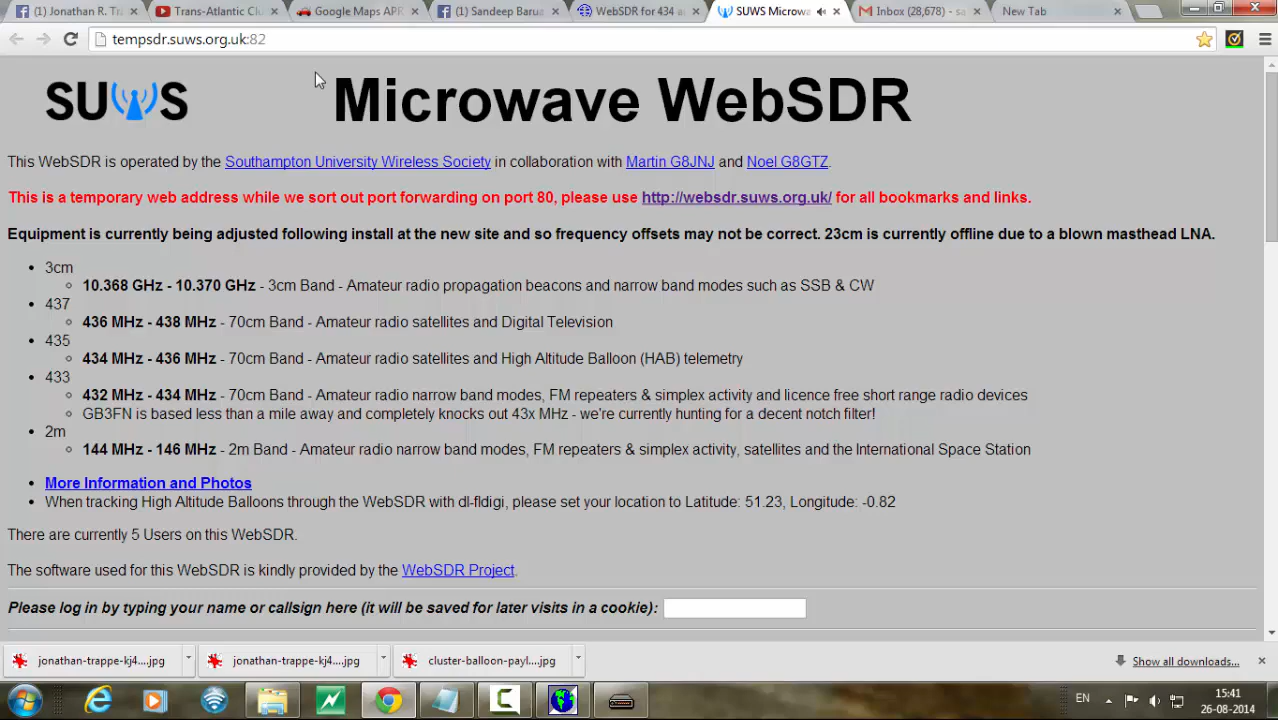 (1) Jonathan R. Tra
Trans-Atlantic Clu
Google Maps APR
(1) Sandeep Barua
WebSDR for 434 a
SUWS Microwa
Inbox (28,678) - s
New Tab
tempsdr.suws.org.uk:82
SUWS
Microwave WebSDR
This WebSDR is operated by the Southampton University Wireless Society in collaboration with Martin G8JNJ and Noel G8GTZ.
This is a temporary web address while we sort out port forwarding on port 80, please use http://websdr.suws.org.uk/ for all bookmarks and links.
Equipment is currently being adjusted following install at the new site and so frequency offsets may not be correct. 23cm is currently offline due to a blown masthead LNA.
3cm
10.368 GHz - 10.370 GHz - 3cm Band - Amateur radio propagation beacons and narrow band modes such as SSB & CW
437
436 MHz - 438 MHz - 70cm Band - Amateur radio satellites and Digital Television
435
434 MHz - 436 MHz - 70cm Band - Amateur radio satellites and High Altitude Balloon (HAB) telemetry
433
432 MHz - 434 MHz - 70cm Band - Amateur radio narrow band modes, FM repeaters & simplex activity and licence free short range radio devices
GB3FN is based less than a mile away and completely knocks out 43x MHz - we're currently hunting for a decent notch filter!
2m
144 MHz - 146 MHz - 2m Band - Amateur radio narrow band modes, FM repeaters & simplex activity, satellites and the International Space Station
More Information and Photos
When tracking High Altitude Balloons through the WebSDR with dl-fldigi, please set your location to Latitude: 51.23, Longitude: -0.82
There are currently 5 Users on this WebSDR.
The software used for this WebSDR is kindly provided by the WebSDR Project.
Please log in by typing your name or callsign here (it will be saved for later visits in a cookie):
jonathan-trappe-kj4....jpg
jonathan-trappe-kj4....jpg
cluster-balloon-payl....jpg
Show all downloads...
EN
15:41
26-08-2014